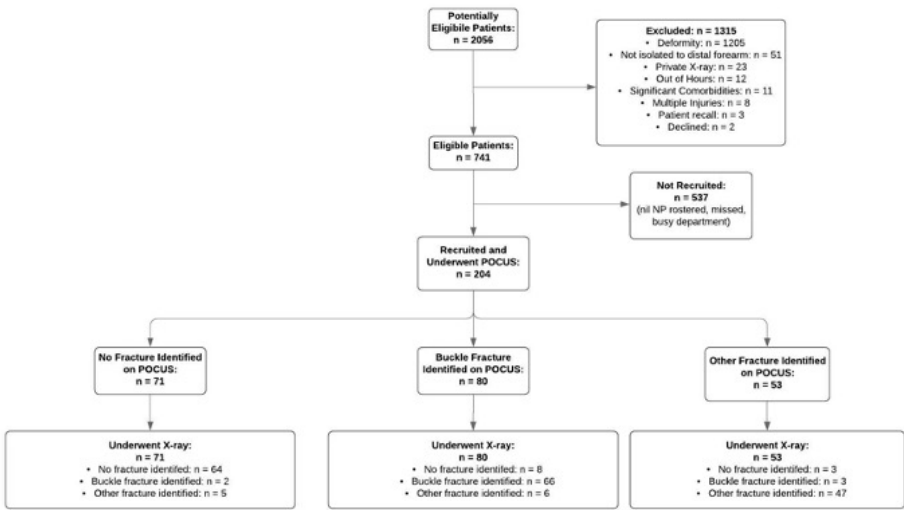 Potentially
Eligibile Patients:
n = 2056
Excluded: n = 1315
• Deformity: n = 1205
• Not isolated to distal forearm: n = 51
• Private X-ray: n = 23
• Out of Hours: n = 12
• Significant Comorbidities: n = 11
• Multiple Injuries: n = 8
• Patient recall: n = 3
• Declined: n = 2
Eligible Patients:
n = 741
Not Recruited:
n = 537
(nil NP rostered, missed,
busy department)
Recruited and
Underwent POCUS:
n = 204
No Fracture Identified
on POCUS:
n = 71
Buckle Fracture
Identified on POCUS:
n = 80
Other Fracture Identified
on POCUS:
n = 53
Underwent X-ray:
n = 71
• No fracture identifed: n = 64
• Buckle fracture identified: n = 2
• Other fracture identified: n = 5
Underwent X-ray:
n = 80
• No fracture identifed: n = 8
• Buckle fracture identified: n = 66
• Other fracture identified: n = 6
Underwent X-ray:
n = 53
• No fracture identifed: n = 3
• Buckle fracture identified: n = 3
• Other fracture identified: n = 47